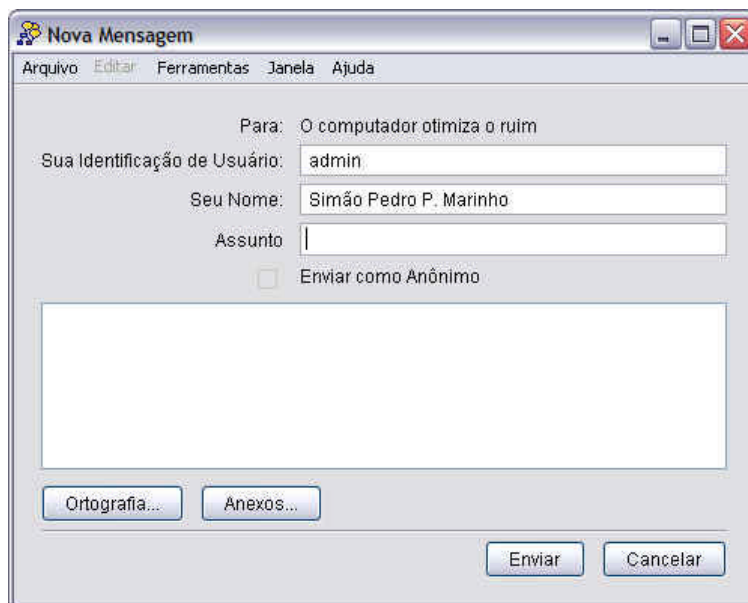 Nova Mensagem
Arquivo Editar Ferramentas Janela Ajuda
Para: O computador otimiza o ruim
Sua Identificação de Usuário: admin
Seu Nome: Simão Pedro P. Marinho
Assunto
Enviar como Anônimo
Ortografia... Anexos...
Enviar Cancelar